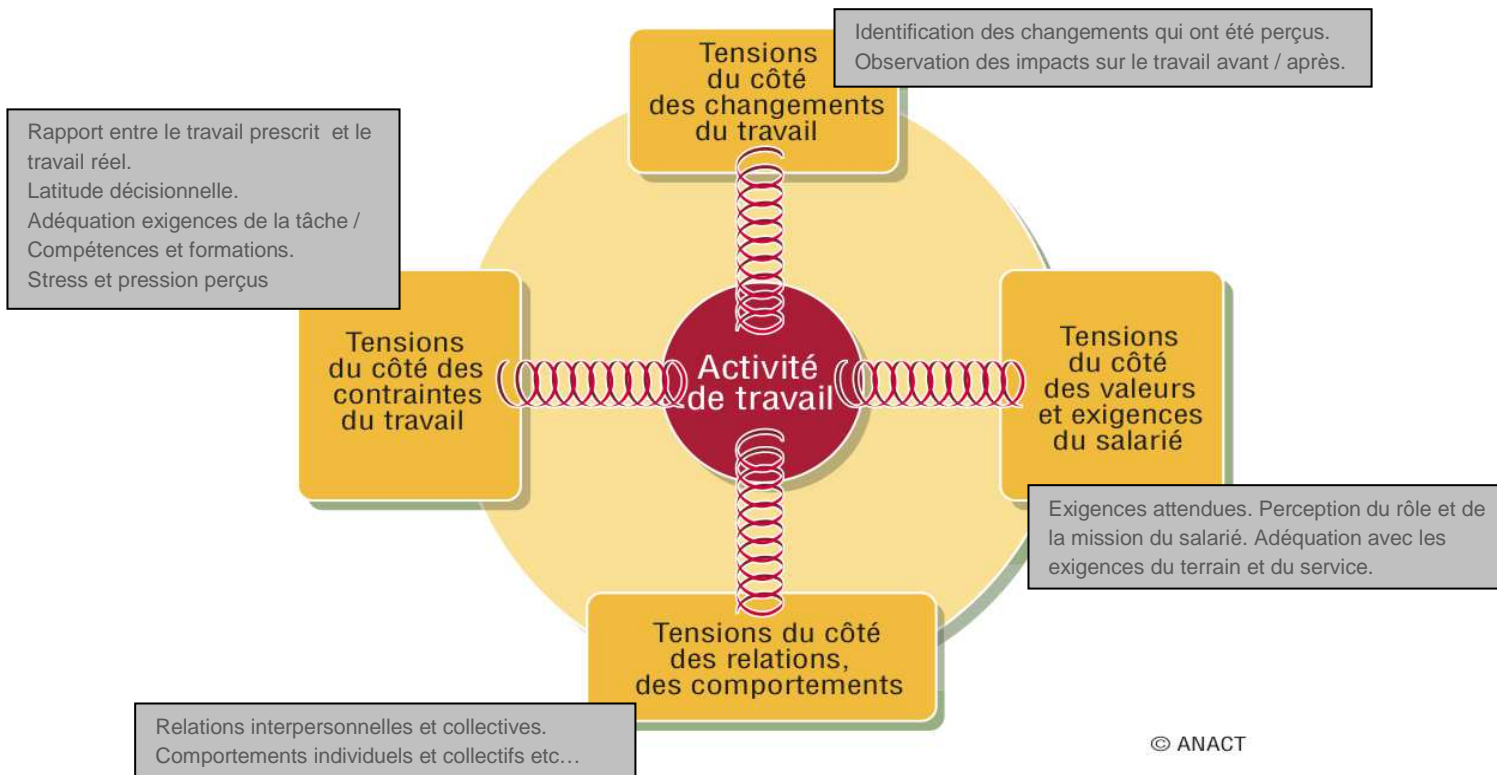 Tensions
du côté
des changements
du travail
Identification des changements qui ont été perçus.
Observation des impacts sur le travail avant / après.
Rapport entre le travail prescrit et le
travail réel.
Latitude décisionnelle.
Adéquation exigences de la tâche /
Compétences et formations.
Stress et pression perçus
Tensions
du côté des
contraintes
du travail
Activité
de travail
Tensions
du côté
des valeurs
et exigences
du salarié
Exigences attendues. Perception du rôle et de
la mission du salarié. Adéquation avec les
exigences du terrain et du service.
Tensions du côté
des relations,
des comportements
Relations interpersonnelles et collectives.
Comportements individuels et collectifs etc…
© ANACT